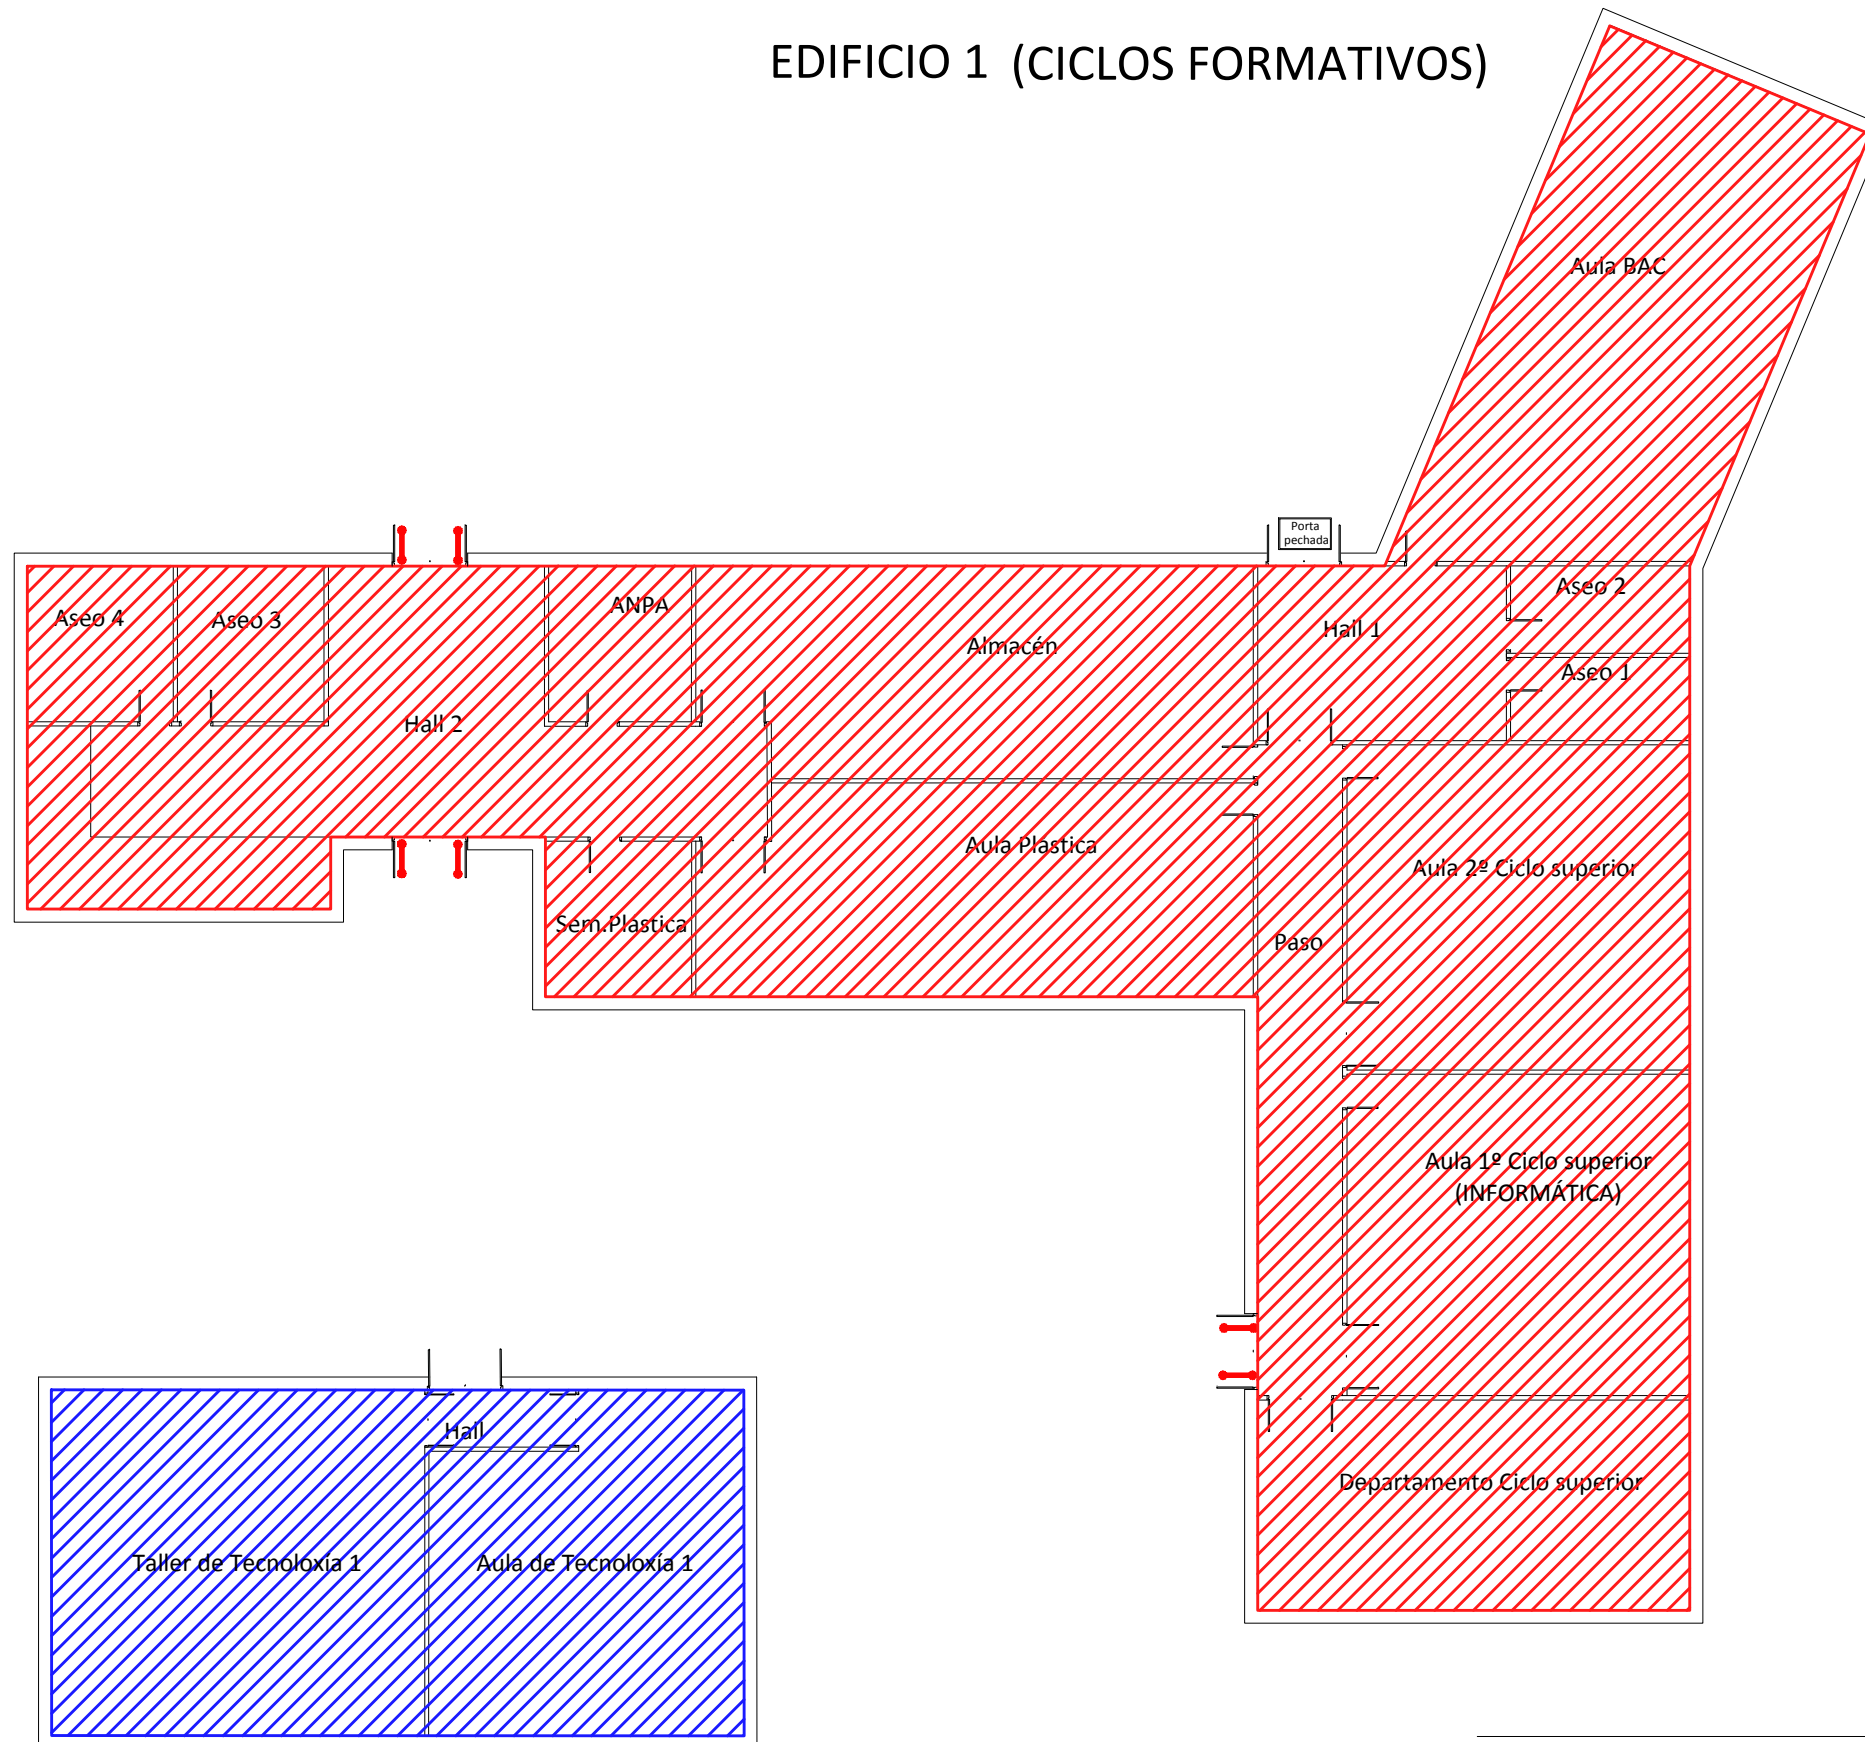 EDIFICIO 1 (CICLOS FORMATIVOS)
Aula BAC
Porta
pechada
Aseo 4
Aseo 3
ANPA
Almacén
Hall 1
Aseo 2
Aseo 1
Hall 2
Aula Plastica
Aula 2º Ciclo superior
Sem.Plastica
Paso
Aula 1º Ciclo superior
(INFORMÁTICA)
Hall
Departamento Ciclo superior
Taller de Tecnoloxia 1
Aula de Tecnoloxía 1